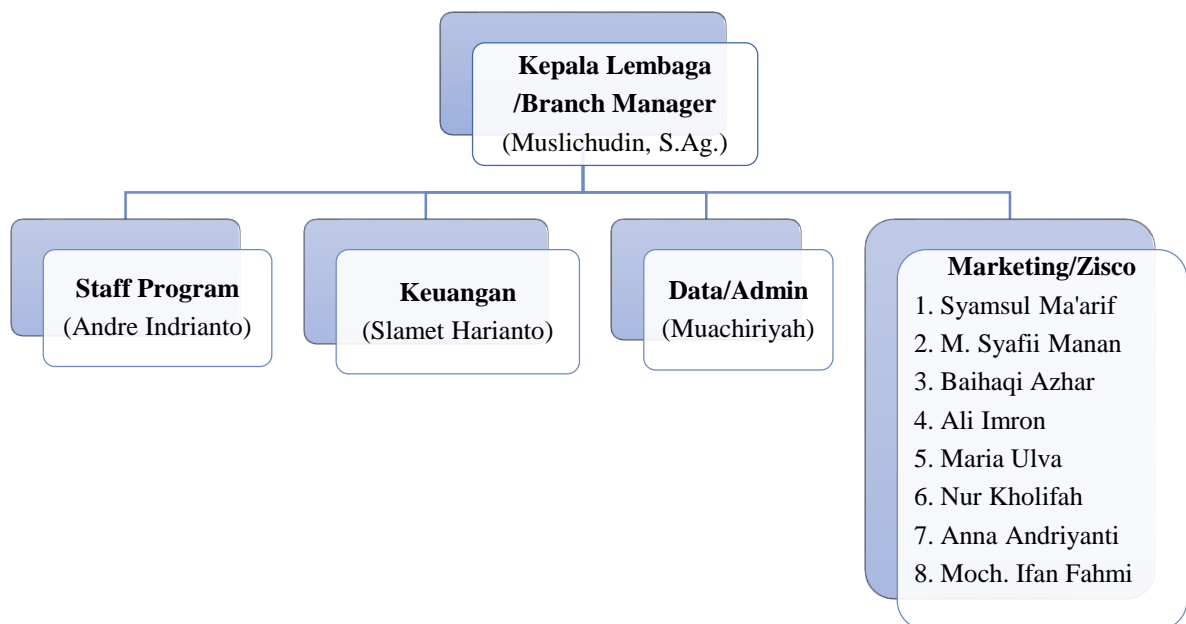 Kepala Lembaga
/Branch Manager
(Muslichudin, S.Ag.)
Staff Program
(Andre Indrianto)
Keuangan
(Slamet Harianto)
Data/Admin
(Muachiriyah)
Marketing/Zisco
1. Syamsul Ma'arif
2. M. Syafii Manan
3. Baihaqi Azhar
4. Ali Imron
5. Maria Ulva
6. Nur Kholifah
7. Anna Andriyanti
8. Moch. Ifan Fahmi